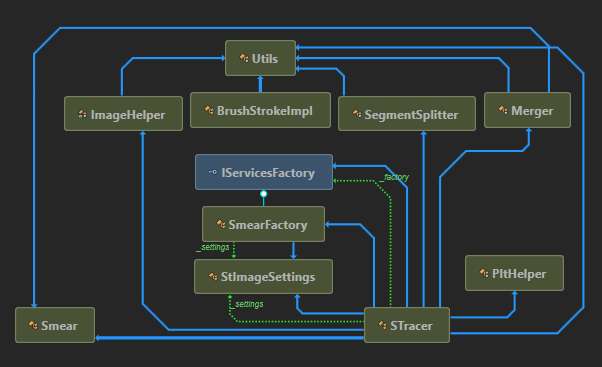 Utils
ImageHelper
BrushStrokeImpl
SegmentSplitter
Merger
IServicesFactory
_factory
SmearFactory
_settings
StImageSettings
PltHelper
_settings
Smear
STracer